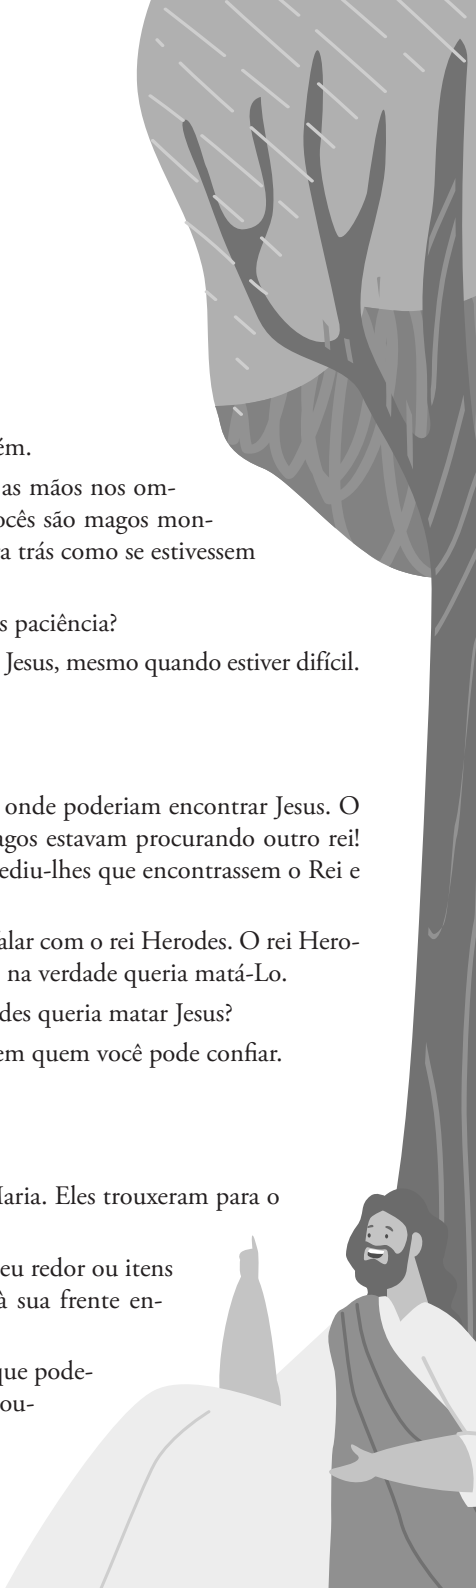 ém.
as mãos nos om-
ocês são magos mon-
a trás como se estivessem
s paciência?
Jesus, mesmo quando estiver difícil.
onde poderiam encontrar Jesus. O
agos estavam procurando outro rei!
ediu-lhes que encontrassem o Rei e
alar com o rei Herodes. O rei Hero-
na verdade queria matá-Lo.
des queria matar Jesus?
em quem você pode confiar.
Maria. Eles trouxeram para o
eu redor ou itens
à sua frente en-
que pode-
ou-